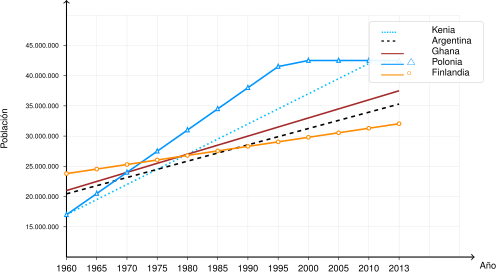 Kenia
Argentina
Ghana
Polonia
Finlandia
45.000.000
40.000.000
35.000.000
30.000.000
25.000.000
20.000.000
15.000.000
Población
1960 1965 1970 1975 1980 1985 1990 1995 2000 2005 2010 2013
Año